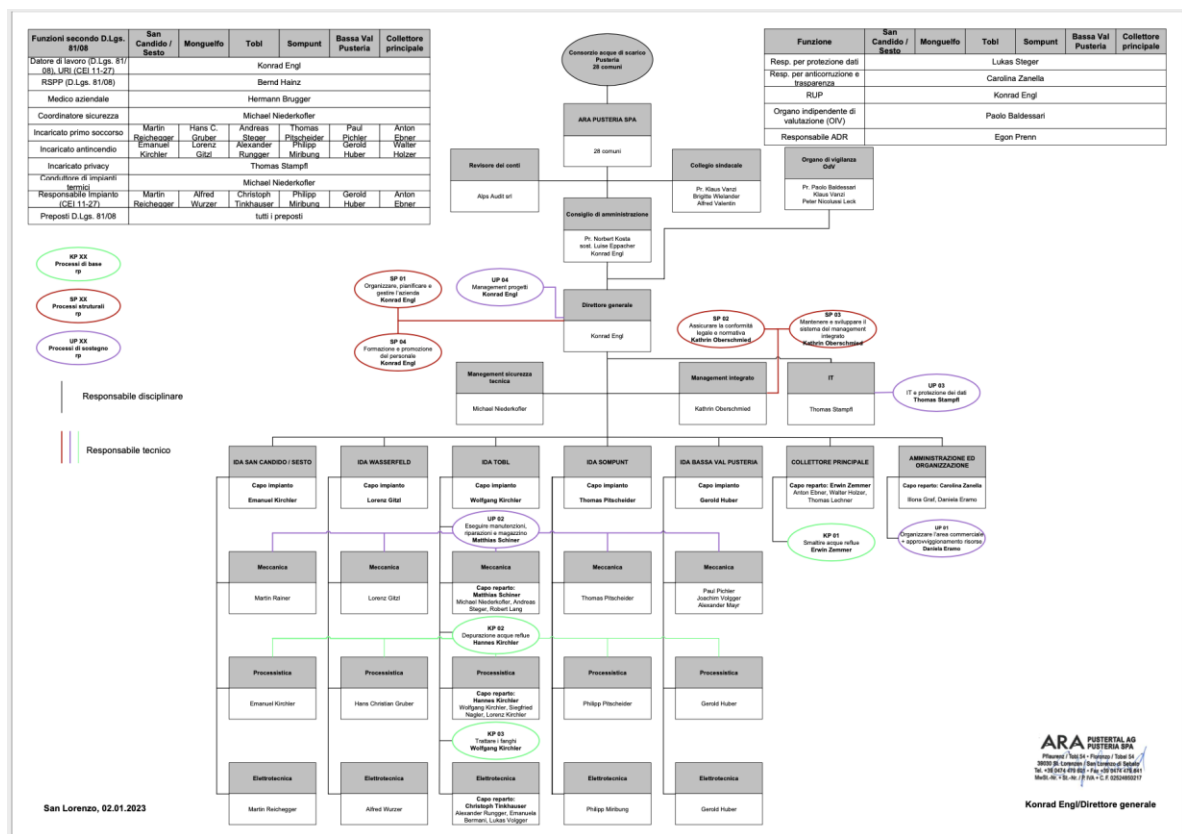 Funzioni secondo D.Lgs. 81/08
San Candido / Sesto
Monguelfo
Tobl
Sompunt
Bassa Val Pusteria
Collettore principale
Datore di lavoro (D.Lgs. 81/08), URI (CEI 11-27)
Konrad Engl
RSPP (D.Lgs. 81/08)
Bernd Hainz
Medico aziendale
Hermann Brugger
Coordinatore sicurezza
Michael Niederkofler
Incaricato primo soccorso
Martin Reichegger
Hans C. Gruber
Andreas Steger
Thomas Pitscheider
Paul Pichler
Anton Ebner
Incaricato antincendio
Emanuel Kirchler
Lorenz Gitzl
Alexander Rungger
Philipp Miribung
Gerold Huber
Walter Holzer
Incaricato privacy
Thomas Stampfl
Conduttore di impianti termici
Michael Niederkofler
Responsabile Impianto (CEI 11-27)
Martin Reichegger
Alfred Wurzer
Christoph Tinkhauser
Philipp Miribung
Gerold Huber
Anton Ebner
Preposti D.Lgs. 81/08
tutti i preposti
Funzione
San Candido / Sesto
Monguelfo
Tobl
Sompunt
Bassa Val Pusteria
Collettore principale
Resp. per protezione dati
Lukas Steger
Resp. per anticorruzione e trasparenza
Carolina Zanella
RUP
Konrad Engl
Organo indipendente di valutazione (OIV)
Paolo Baldessari
Responsabile ADR
Egon Prenn
Consorzio acque di scarico
Pusteria
28 comuni
ARA PUSTERIA SPA
28 comuni
Revisore dei conti
Alps Audit srl
Collegio sindacale
Pr. Klaus Vanzi
Brigitte Wielander
Alfred Valentin
Organo di vigilanza
OdV
Pr. Paolo Baldessari
Klaus Vanzi
Peter Nicolussi Leck
Consiglio di amministrazione
Pr. Norbert Kosta
sost. Luise Eppacher
Konrad Engl
KP XX
Processi di base
rp
SP XX
Processi struturali
rp
UP XX
Processi di sostegno
rp
Responsabile disciplinare
Responsabile tecnico
SP 01
Organizzare, pianificare e
gestire l'azienda
Konrad Engl
UP 04
Management progetti
Konrad Engl
SP 04
Formazione e promozione
del personale
Konrad Engl
Direttore generale
Konrad Engl
SP 02
Assicurare la conformità
legale e normativa
Kathrin Oberschmied
SP 03
Mantenere e sviluppare il
sistema del management
integrato
Kathrin Oberschmied
Management sicurezza
tecnica
Michael Niederkofler
Management integrato
Kathrin Oberschmied
IT
Thomas Stampfl
UP 03
IT e protezione dei dati
Thomas Stampfl
IDA SAN CANDIDO / SESTO
Capo impianto
Emanuel Kirchler
IDA WASSERFELD
Capo impianto
Lorenz Gitzl
IDA TOBL
Capo impianto
Wolfgang Kirchler
IDA SOMPUNT
Capo impianto
Thomas Pitscheider
IDA BASSA VAL PUSTERIA
Capo impianto
Gerold Huber
COLLETTORE PRINCIPALE
Capo reparto: Erwin Zemmer
Anton Ebner, Walter Holzer,
Thomas Lechner
AMMINISTRAZIONE ED
ORGANIZZAZIONE
Capo reparto: Carolina Zanella
Ilona Graf, Daniela Eramo
UP 02
Eseguire manutenzioni,
riparazioni e magazzino
Matthias Schiner
KP 01
Smaltire acque reflue
Erwin Zemmer
UP 01
Organizzare l'area commerciale
+ approvvigionamento risorse
Daniela Eramo
Meccanica
Martin Rainer
Meccanica
Lorenz Gitzl
Meccanica
Capo reparto:
Matthias Schiner
Michael Niederkofler, Andreas
Steger, Robert Lang
Meccanica
Thomas Pitscheider
Meccanica
Paul Pichler
Joachim Volgger
Alexander Mayr
KP 02
Depurazione acque reflue
Hannes Kirchler
Processistica
Emanuel Kirchler
Processistica
Hans Christian Gruber
Processistica
Capo reparto:
Hannes Kirchler
Wolfgang Kirchler, Siegfried
Nagler, Lorenz Kirchler
Processistica
Philipp Pitscheider
Processistica
Gerold Huber
KP 03
Trattare i fanghi
Wolfgang Kirchler
Elettrotecnica
Martin Reichegger
Elettrotecnica
Alfred Wurzer
Elettrotecnica
Capo reparto:
Christoph Tinkhauser
Alexander Rungger, Emanuela
Bermani, Lukas Volgger
Elettrotecnica
Philipp Miribung
Elettrotecnica
Gerold Huber
San Lorenzo, 02.01.2023
ARA PUSTERTAL AG
PUSTERIA SPA
Konrad Engl/Direttore generale